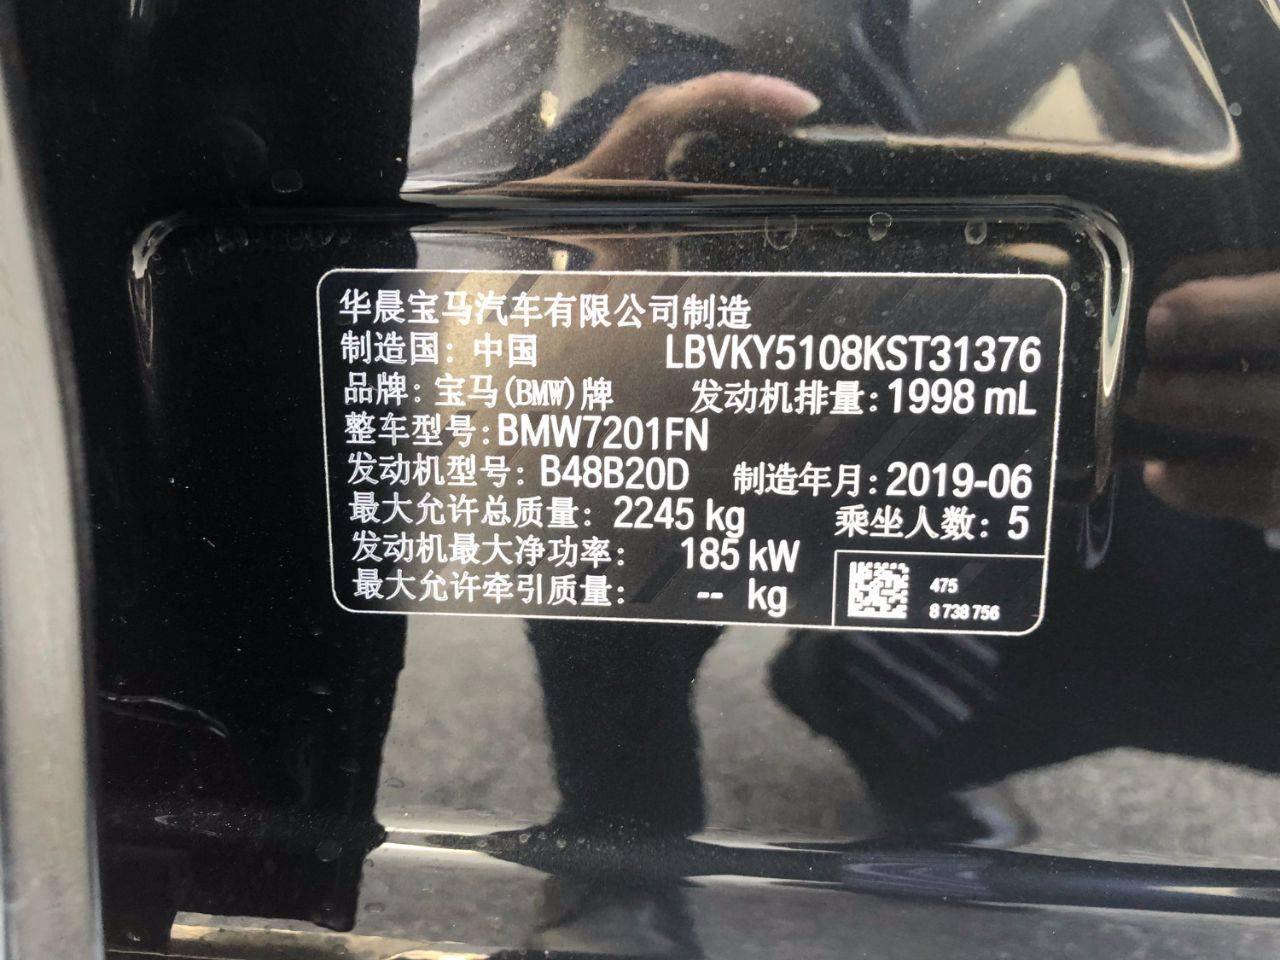 华晨宝马汽车有限公司制造
制造国：中国 LBVKY5108KST31376
品牌：宝马(BMW)牌 发动机排量：1998 mL
整车型号：BMW7201FN
发动机型号：B48B20D 制造年月：2019-06
最大允许总质量：2245 kg 乘坐人数：5
发动机最大净功率：185 kW
最大允许牵引质量：-- kg
475
8 738 756